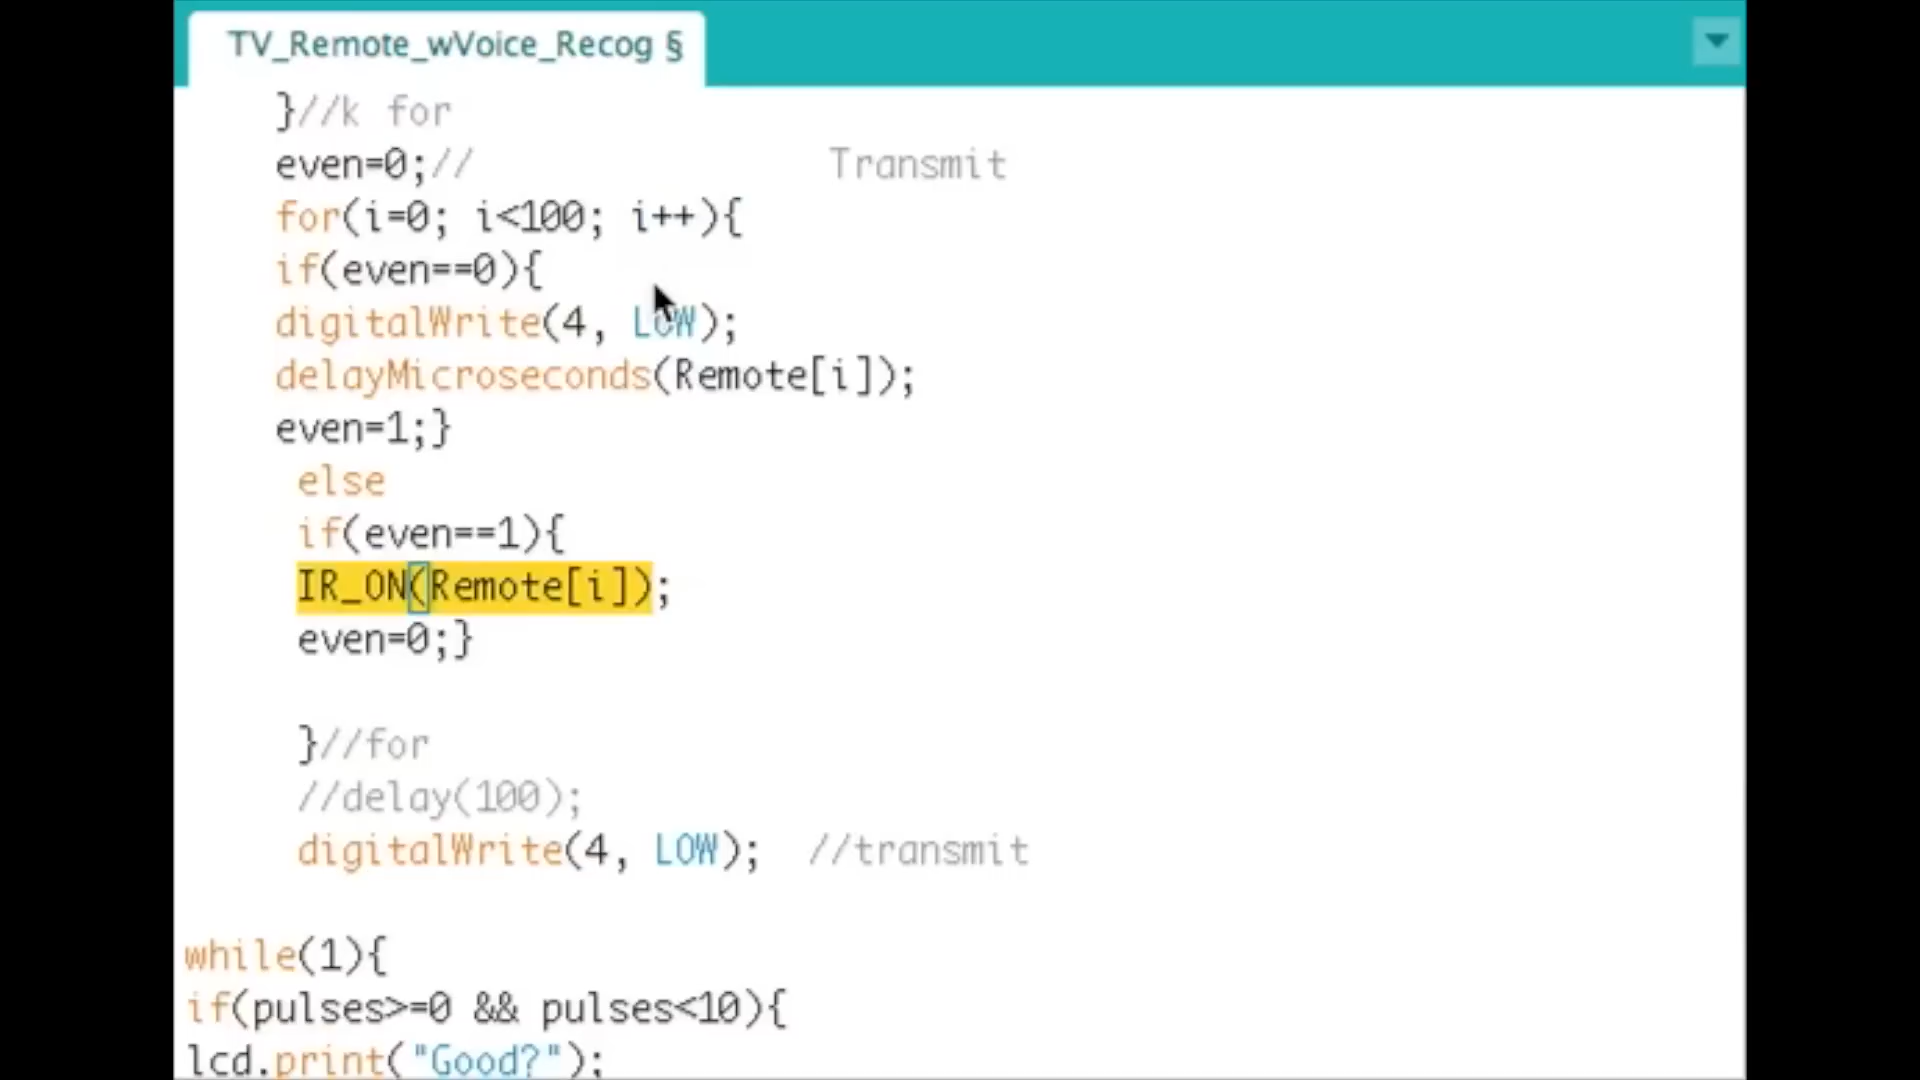 TV_Remote_wVoice_Recog §
}//k for
even=0;// Transmit
for(i=0; i<100; i++){
if(even==0){
digitalWrite(4, LOW);
delayMicroseconds(Remote[i]);
even=1;}
else
if(even==1){
IR_ON(Remote[i]);
even=0;}
}//for
//delay(100);
digitalWrite(4, LOW); //transmit
while(1){
if(pulses>=0 && pulses<10){
lcd.print("Good?");